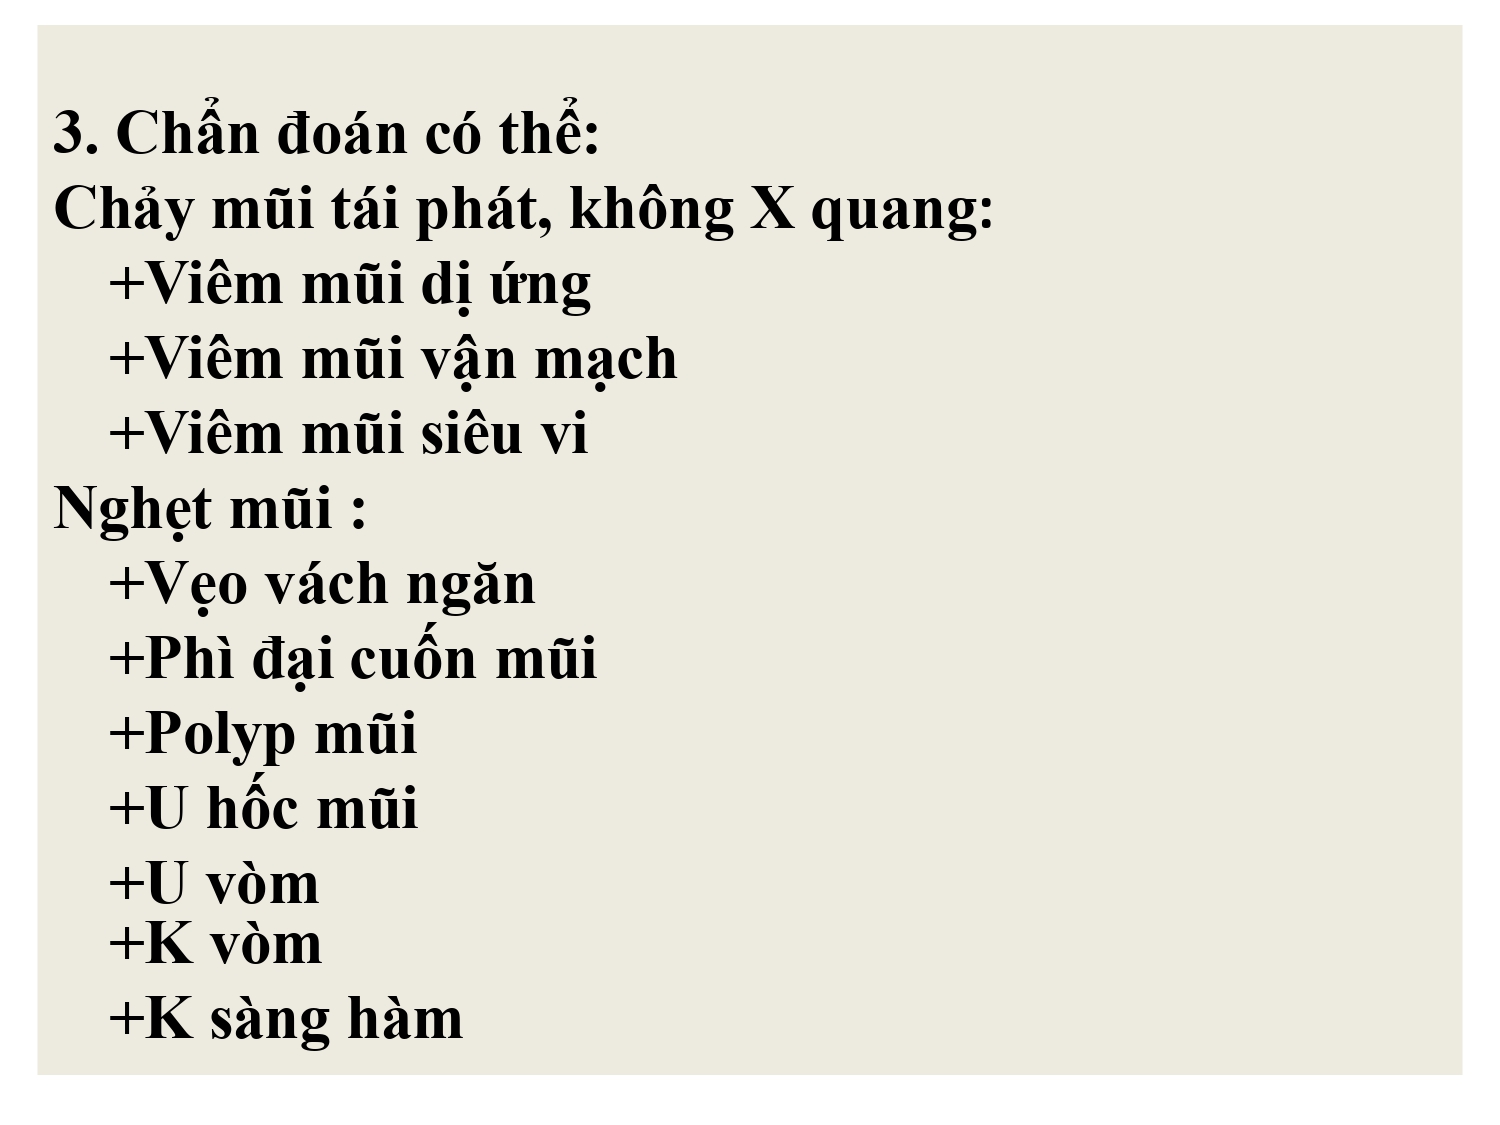 3. Chẩn đoán có thể:
Chảy mũi tái phát, không X quang:
+Viêm mũi dị ứng
+Viêm mũi vận mạch
+Viêm mũi siêu vi
Nghẹt mũi :
+Vẹo vách ngăn
+Phì đại cuốn mũi
+Polyp mũi
+U hốc mũi
+U vòm
+K vòm
+K sàng hàm